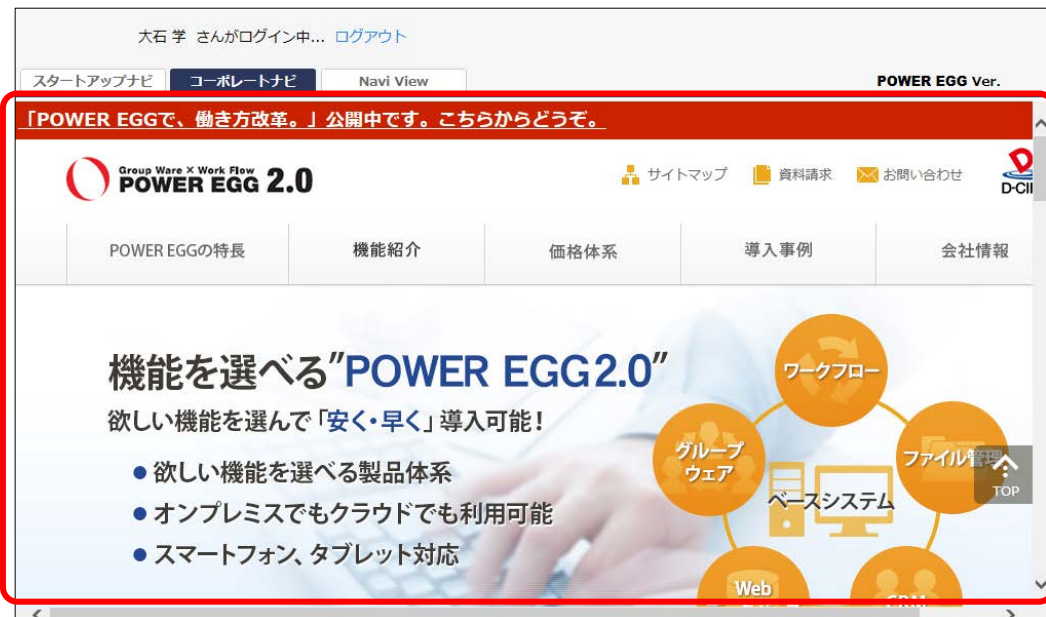 大石 学 さんがログイン中... ログアウト
スタートアップナビ コーポレートナビ Navi View POWER EGG Ver.
「POWER EGGで、働き方改革。」公開中です。こちらからどうぞ。
Group Ware × Work Flow
POWER EGG 2.0
サイトマップ 資料請求 お問い合わせ
POWER EGGの特長 機能紹介 価格体系 導入事例 会社情報
機能を選べる"POWER EGG2.0"
欲しい機能を選んで「安く・早く」導入可能!
● 欲しい機能を選べる製品体系
● オンプレミスでもクラウドでも利用可能
● スマートフォン、タブレット対応
ワークフロー
グループ
ウェア
ファイル管理
TOP
ベースシステム
Web